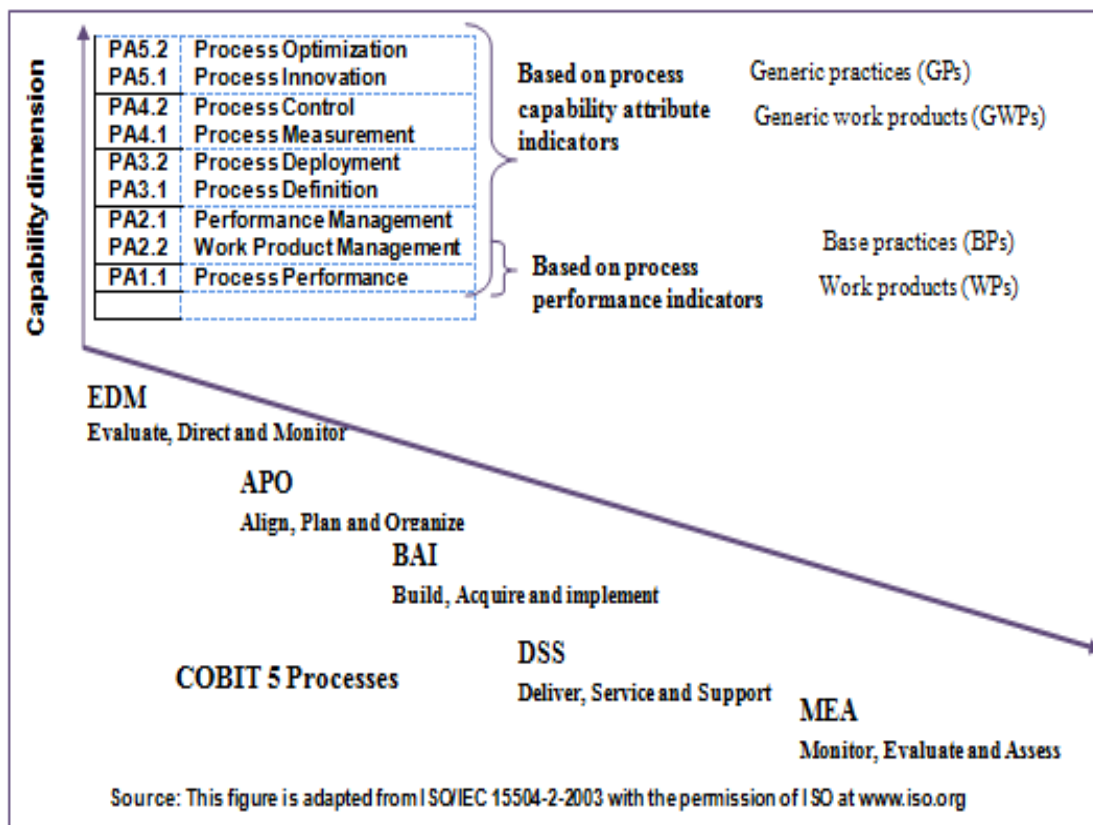 Capability dimension
PA5.2 Process Optimization
PA5.1 Process Innovation
PA4.2 Process Control
PA4.1 Process Measurement
PA3.2 Process Deployment
PA3.1 Process Definition
PA2.1 Performance Management
PA2.2 Work Product Management
PA1.1 Process Performance
Based on process
capability attribute
indicators
Generic practices (GPs)
Generic work products (GWPs)
Based on process
performance indicators
Base practices (BPs)
Work products (WPs)
EDM
Evaluate, Direct and Monitor
APO
Align, Plan and Organize
BAI
Build, Acquire and implement
COBIT 5 Processes
DSS
Deliver, Service and Support
MEA
Monitor, Evaluate and Assess
Source: This figure is adapted from ISO/IEC 15504-2-2003 with the permission of ISO at www.iso.org